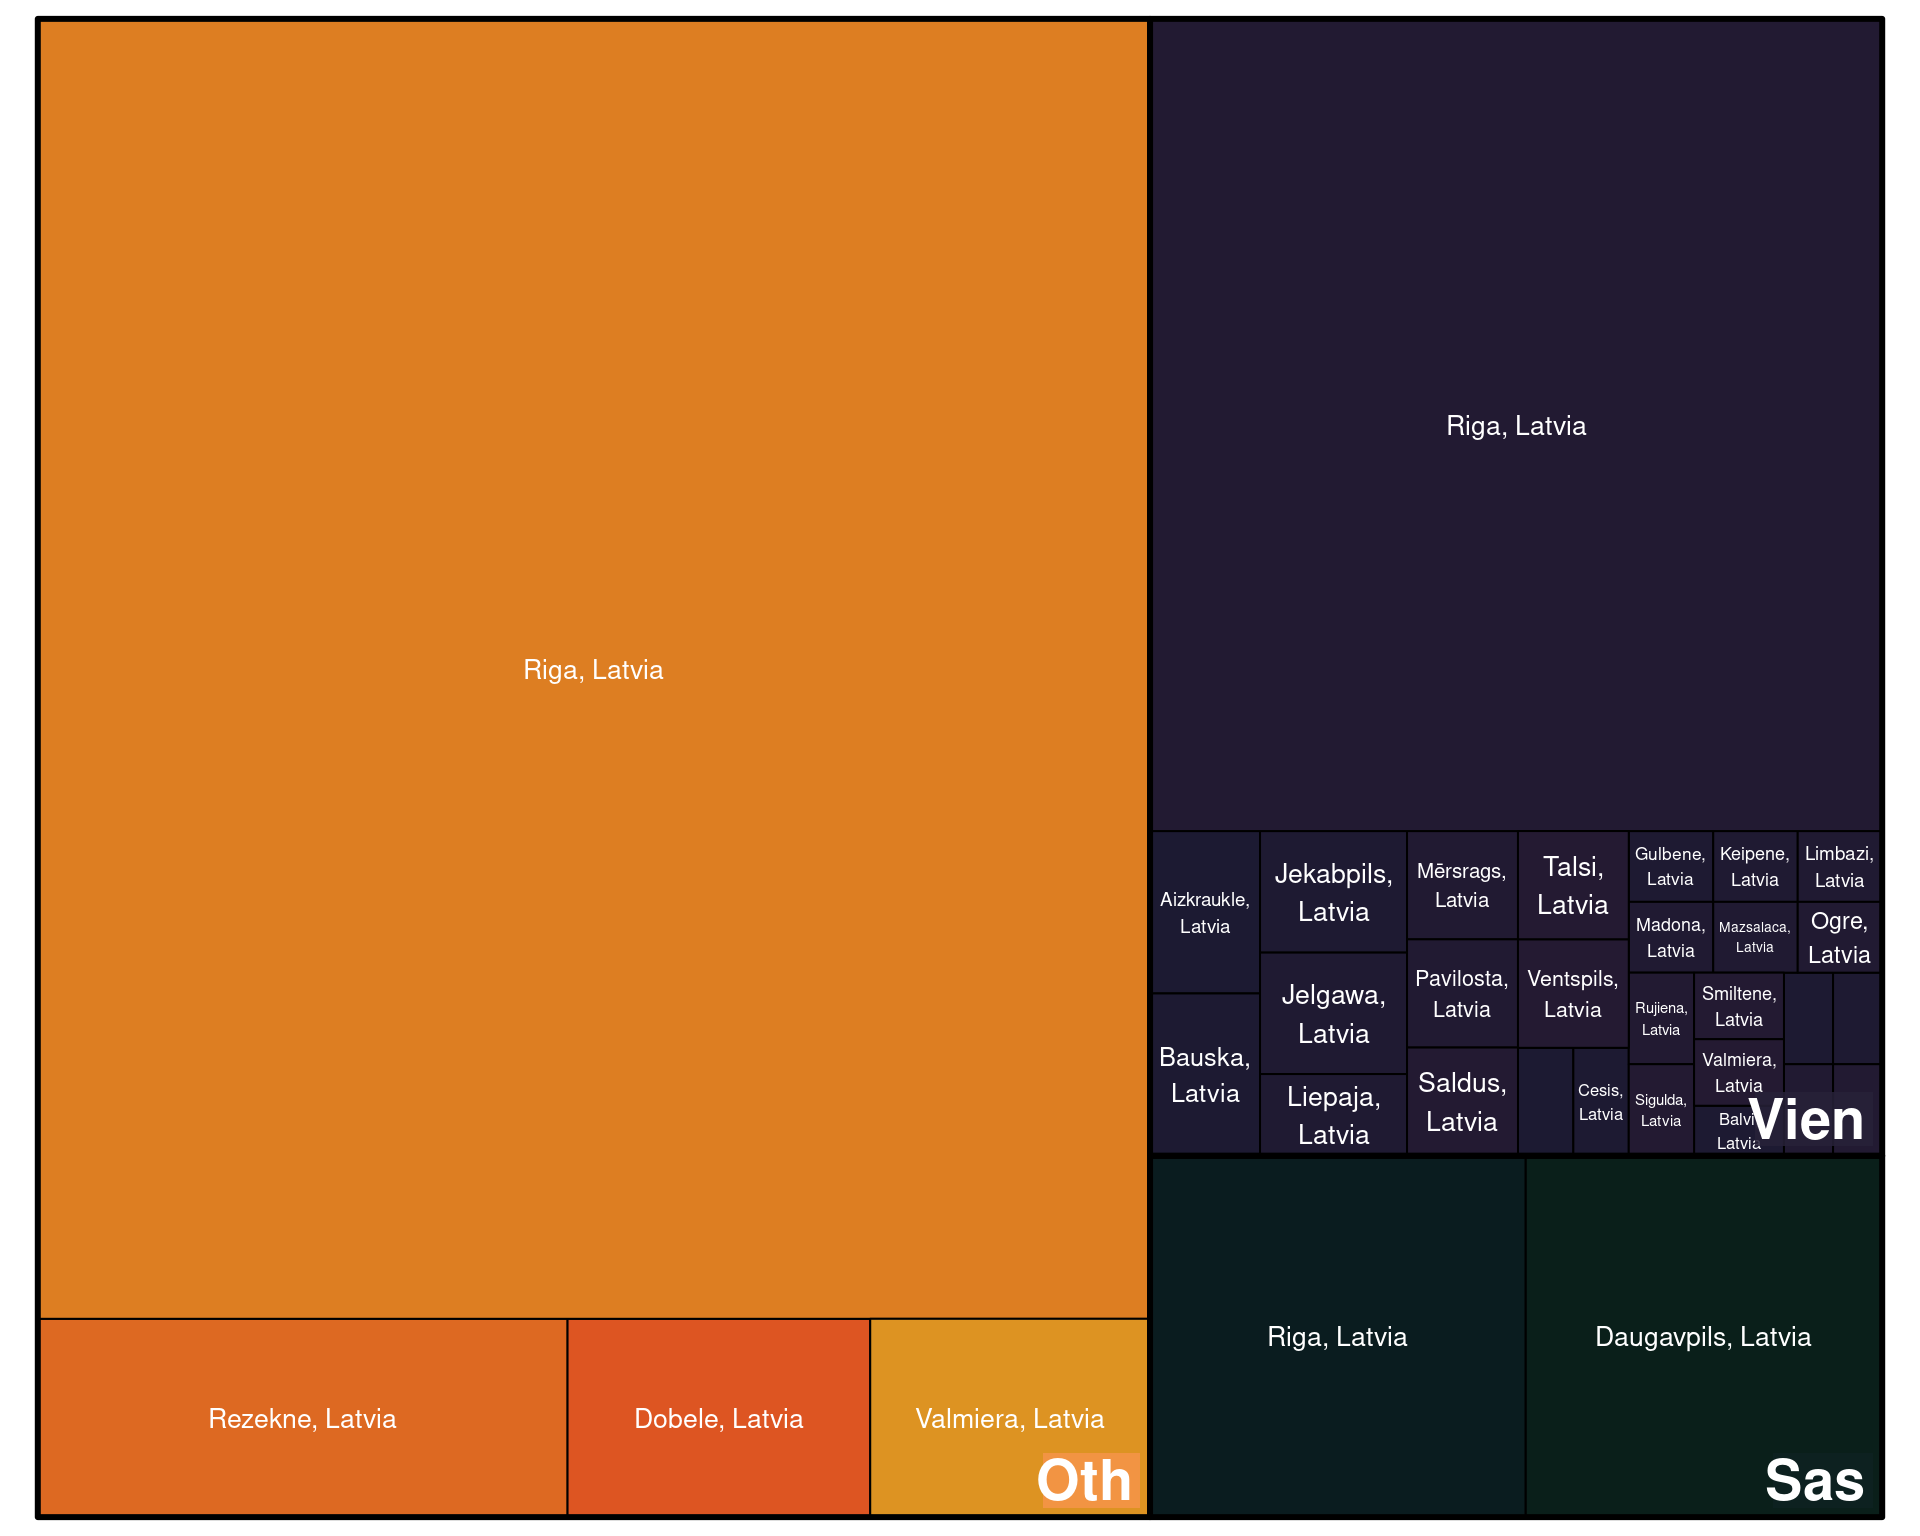 Riga, Latvia
Rezekne, Latvia
Dobele, Latvia
Valmiera, Latvia
Oth
Riga, Latvia
Aizkraukle,
Latvia
Bauska,
Latvia
Jekabpils,
Latvia
Jelgawa,
Latvia
Liepaja,
Latvia
Mērsrags,
Latvia
Pavilosta,
Latvia
Saldus,
Latvia
Talsi,
Latvia
Ventspils,
Latvia
Cesis,
Latvia
Gulbene,
Latvia
Keipene,
Latvia
Limbazi,
Latvia
Madona,
Latvia
Mazsalaca,
Latvia
Ogre,
Latvia
Rujiena,
Latvia
Sigulda,
Latvia
Smiltene,
Latvia
Valmiera,
Latvia
Latvia
Vien
Riga, Latvia
Daugavpils, Latvia
Sas